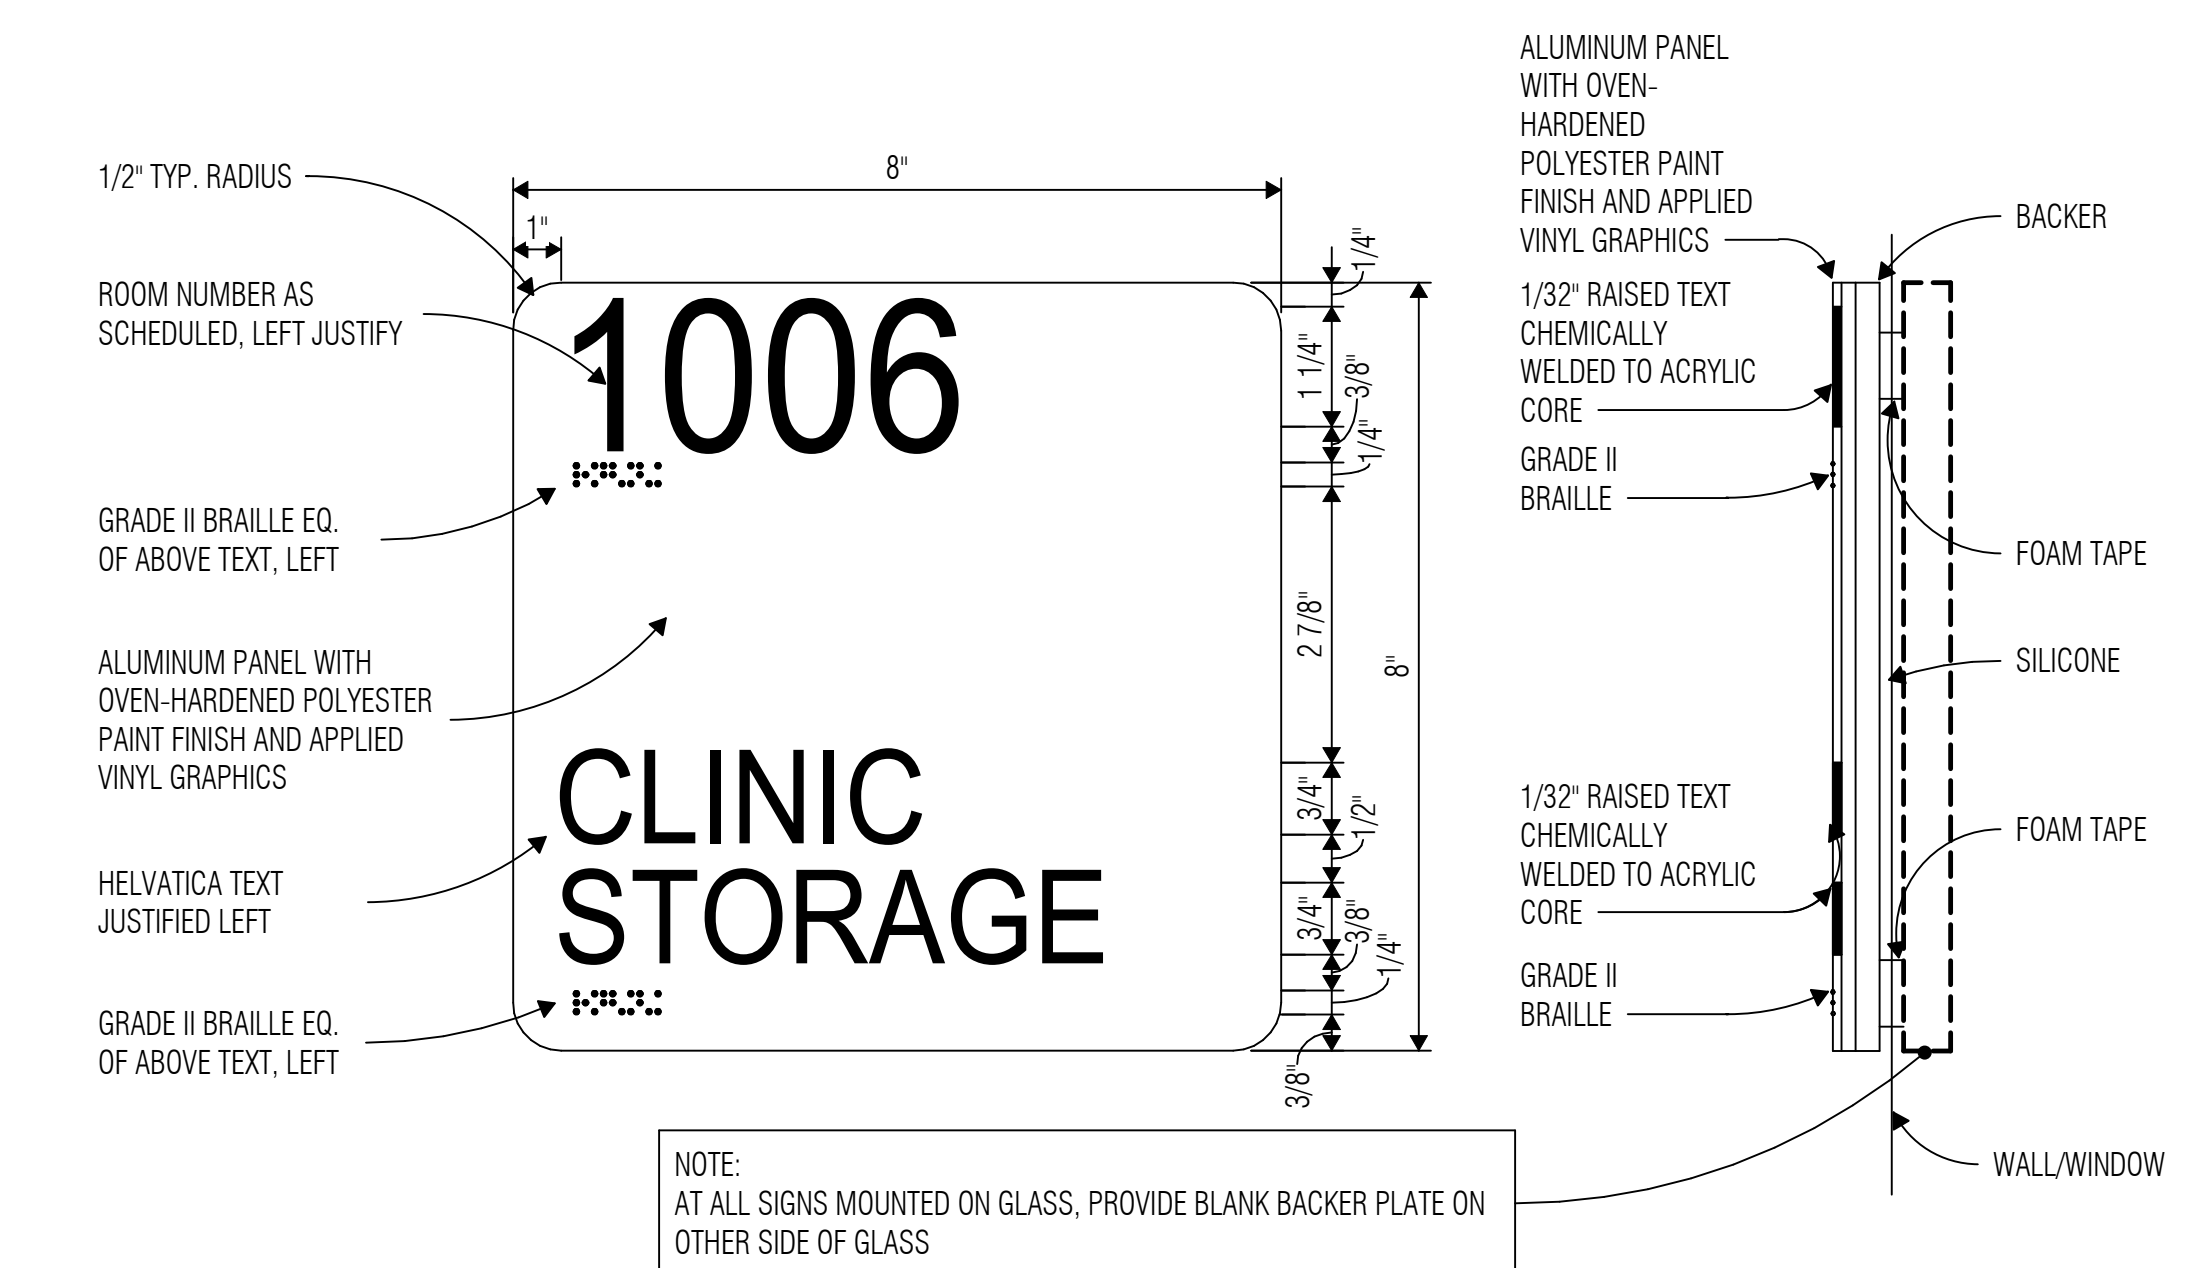 1/2" TYP. RADIUS
ROOM NUMBER AS
SCHEDULED, LEFT JUSTIFY
GRADE II BRAILLE EQ.
OF ABOVE TEXT, LEFT
ALUMINUM PANEL WITH
OVEN-HARDENED POLYESTER
PAINT FINISH AND APPLIED
VINYL GRAPHICS
HELVATICA TEXT
JUSTIFIED LEFT
GRADE II BRAILLE EQ.
OF ABOVE TEXT, LEFT
8"
1"
1006
CLINIC
STORAGE
1/4"
1 1/4"
3/8"
1/4"
2 7/8"
8"
3/4"
1/2"
3/4"
3/8"
1/4"
3/8"
ALUMINUM PANEL
WITH OVEN-
HARDENED
POLYESTER PAINT
FINISH AND APPLIED
VINYL GRAPHICS
1/32" RAISED TEXT
CHEMICALLY
WELDED TO ACRYLIC
CORE
GRADE II
BRAILLE
1/32" RAISED TEXT
CHEMICALLY
WELDED TO ACRYLIC
CORE
GRADE II
BRAILLE
BACKER
FOAM TAPE
SILICONE
FOAM TAPE
WALL/WINDOW
NOTE:
AT ALL SIGNS MOUNTED ON GLASS, PROVIDE BLANK BACKER PLATE ON
OTHER SIDE OF GLASS